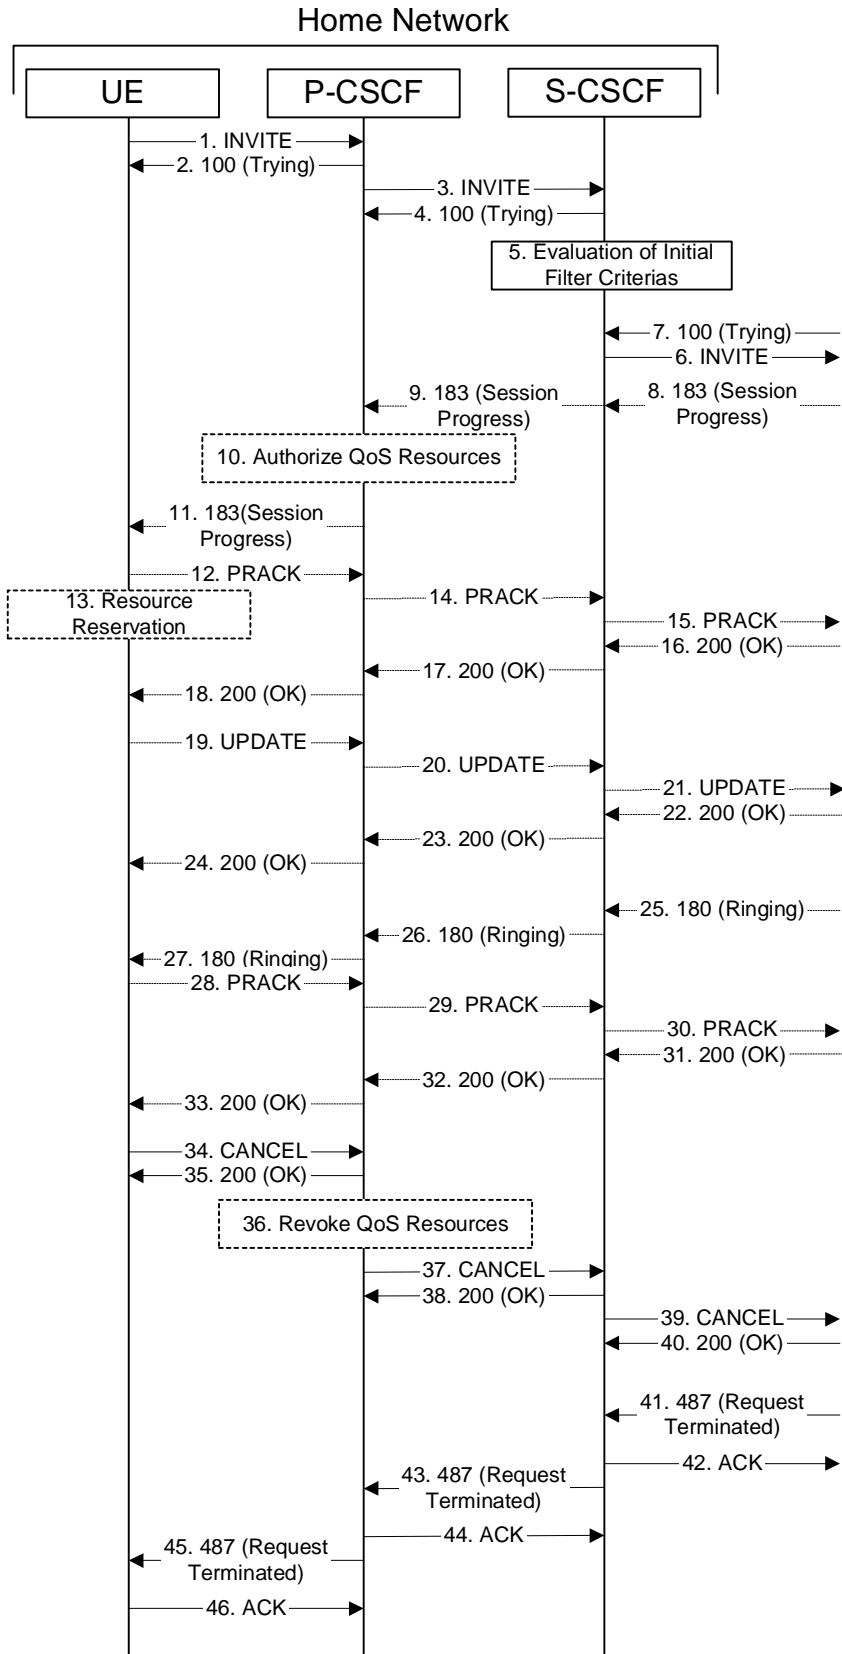 Home Network
UE
P-CSCF
S-CSCF
1. INVITE
2. 100 (Trying)
3. INVITE
4. 100 (Trying)
5. Evaluation of Initial
Filter Criterias
7. 100 (Trying)
6. INVITE
9. 183 (Session
Progress)
8. 183 (Session
Progress)
10. Authorize QoS Resources
11. 183(Session
Progress)
12. PRACK
13. Resource
Reservation
14. PRACK
15. PRACK
16. 200 (OK)
17. 200 (OK)
18. 200 (OK)
19. UPDATE
20. UPDATE
21. UPDATE
22. 200 (OK)
23. 200 (OK)
24. 200 (OK)
25. 180 (Ringing)
26. 180 (Ringing)
27. 180 (Ringing)
28. PRACK
29. PRACK
30. PRACK
31. 200 (OK)
32. 200 (OK)
33. 200 (OK)
34. CANCEL
35. 200 (OK)
36. Revoke QoS Resources
37. CANCEL
38. 200 (OK)
39. CANCEL
40. 200 (OK)
41. 487 (Request
Terminated)
42. ACK
43. 487 (Request
Terminated)
44. ACK
45. 487 (Request
Terminated)
46. ACK